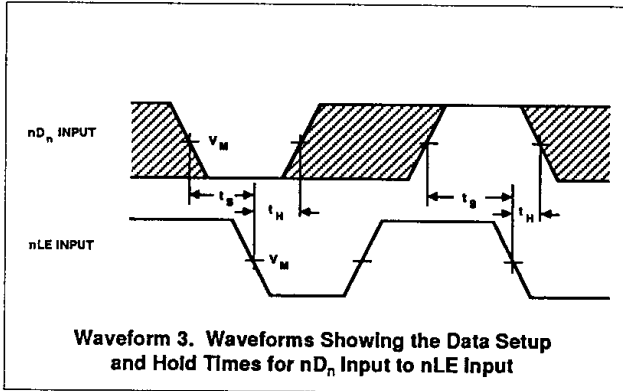 nDn INPUT
VM
ts
tH
ts
tH
nLE INPUT
VM
Waveform 3. Waveforms Showing the Data Setup
and Hold Times for nDn Input to nLE Input